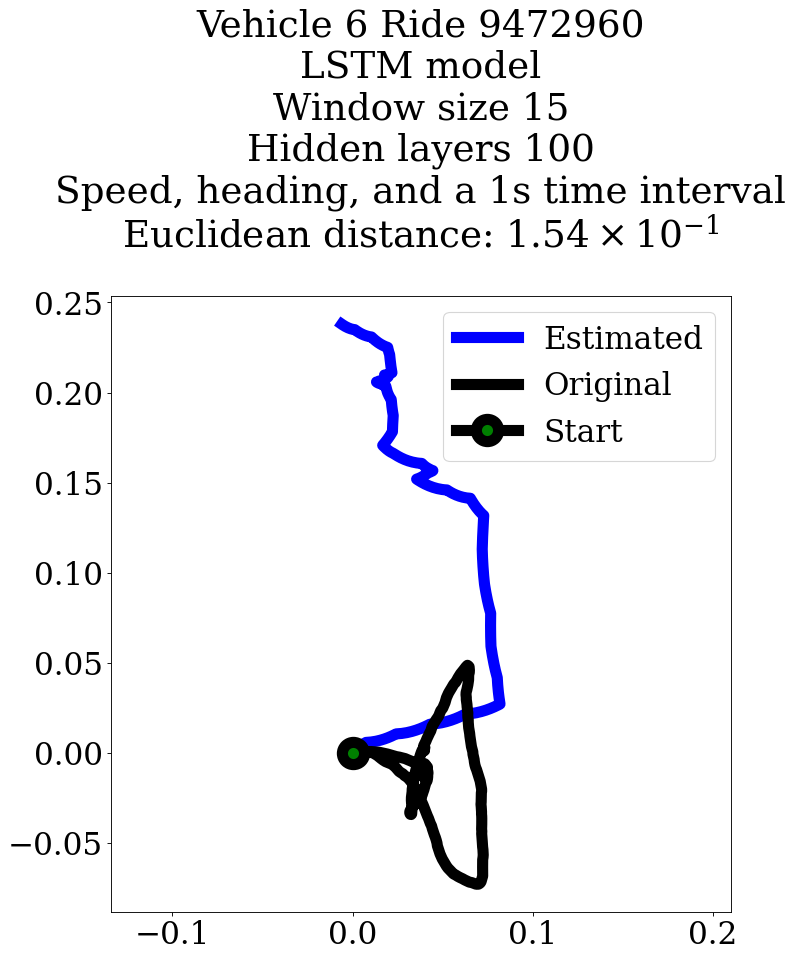 Vehicle 6 Ride 9472960
LSTM model
Window size 15
Hidden layers 100
Speed, heading, and a 1s time interval
Euclidean distance: 1.54 × 10⁻¹
Estimated
Original
Start
0.25
0.20
0.15
0.10
0.05
0.00
−0.05
−0.1
0.0
0.1
0.2